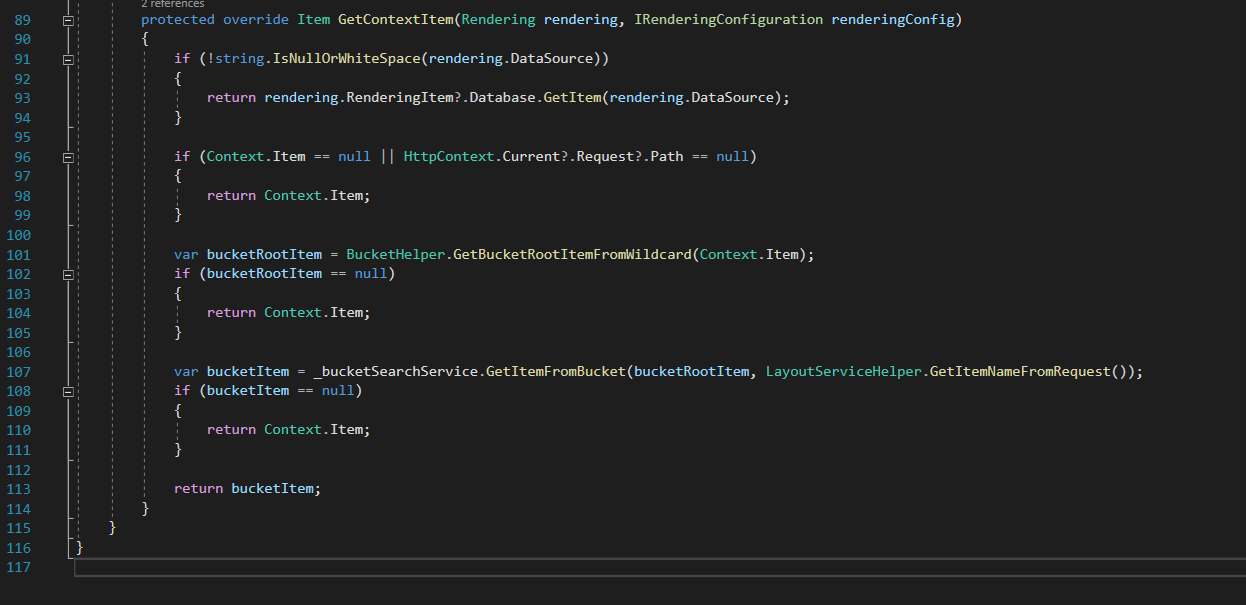 2 references
89 protected override Item GetContextItem(Rendering rendering, IRenderingConfiguration renderingConfig)
90 {
91 if (!string.IsNullOrWhiteSpace(rendering.DataSource))
92 {
93 return rendering.RenderingItem?.Database.GetItem(rendering.DataSource);
94 }
95
96 if (Context.Item == null || HttpContext.Current?.Request?.Path == null)
97 {
98 return Context.Item;
99 }
100
101 var bucketRootItem = BucketHelper.GetBucketRootItemFromWildcard(Context.Item);
102 if (bucketRootItem == null)
103 {
104 return Context.Item;
105 }
106
107 var bucketItem = _bucketSearchService.GetItemFromBucket(bucketRootItem, LayoutServiceHelper.GetItemNameFromRequest());
108 if (bucketItem == null)
109 {
110 return Context.Item;
111 }
112
113 return bucketItem;
114 }
115 }
116 }
117